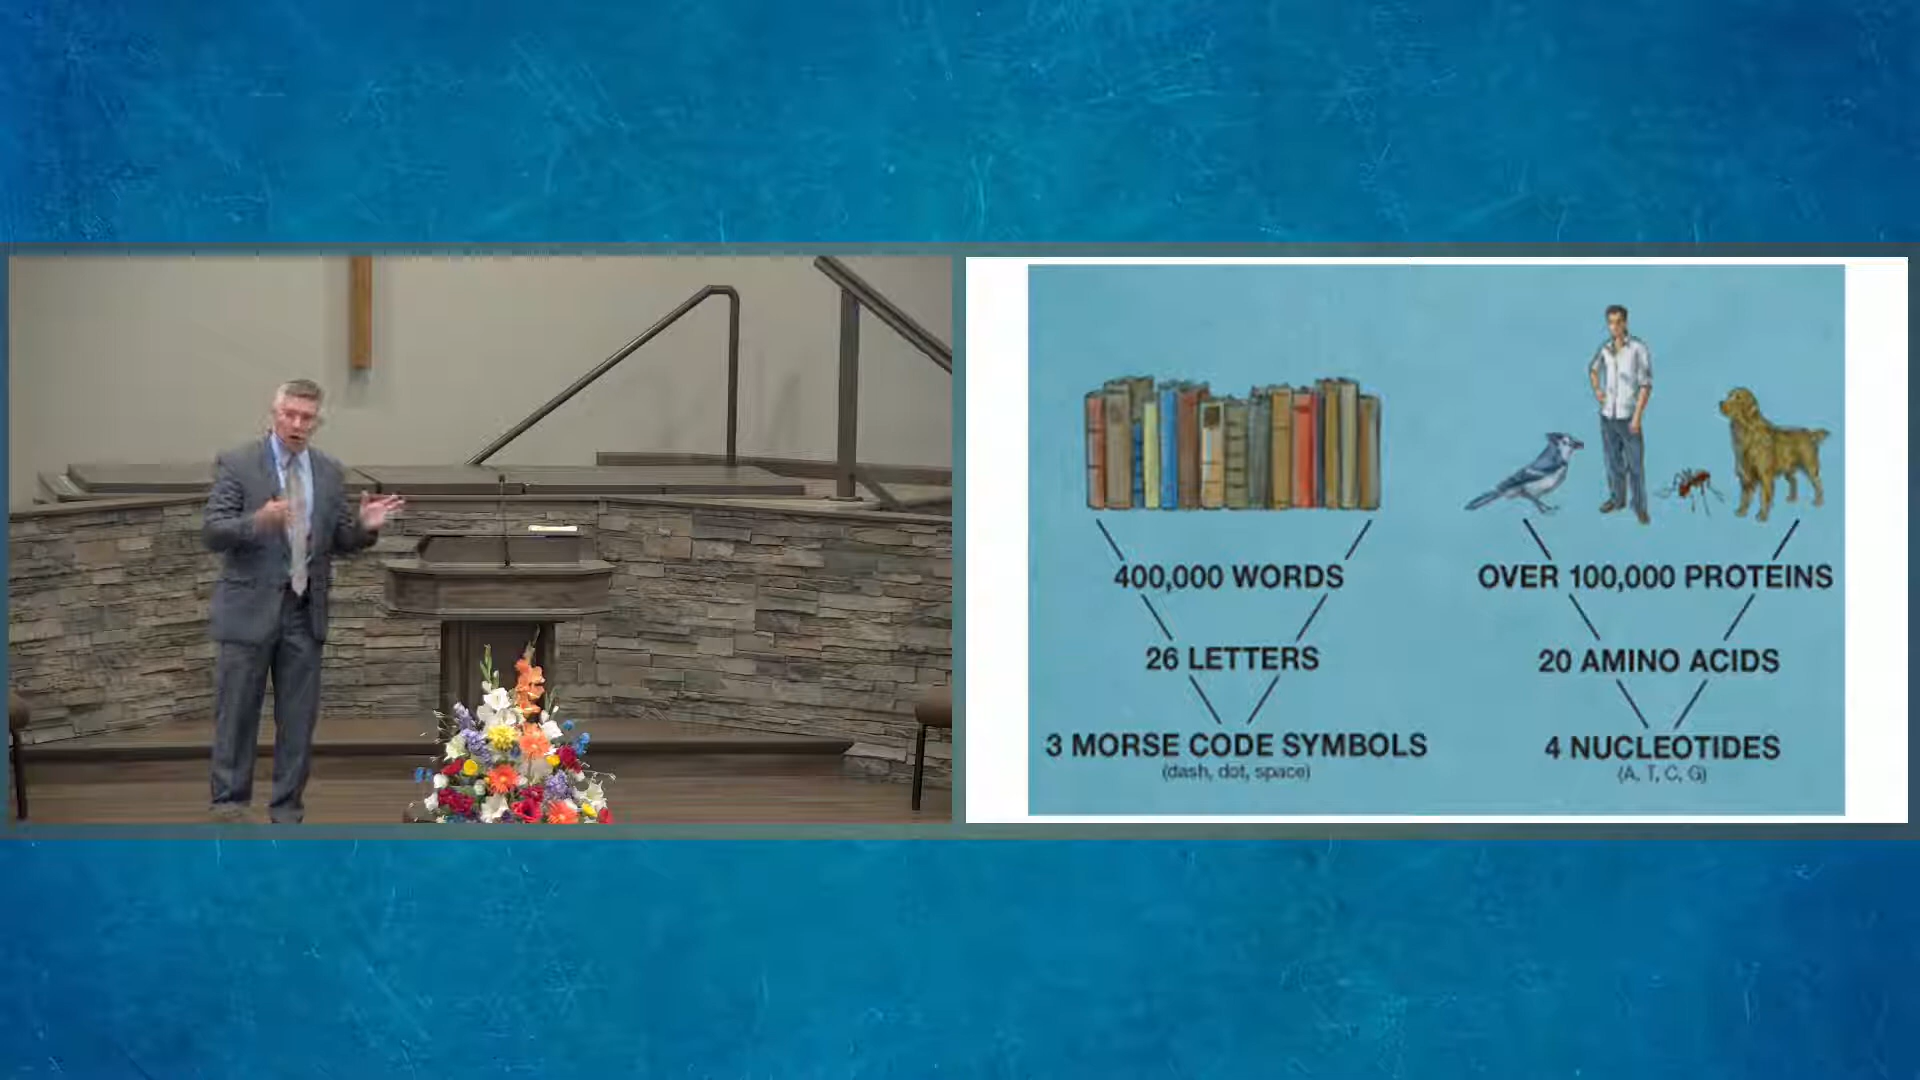 400,000 WORDS
26 LETTERS
3 MORSE CODE SYMBOLS
(dash, dot, space)
OVER 100,000 PROTEINS
20 AMINO ACIDS
4 NUCLEOTIDES
(A, T, C, G)